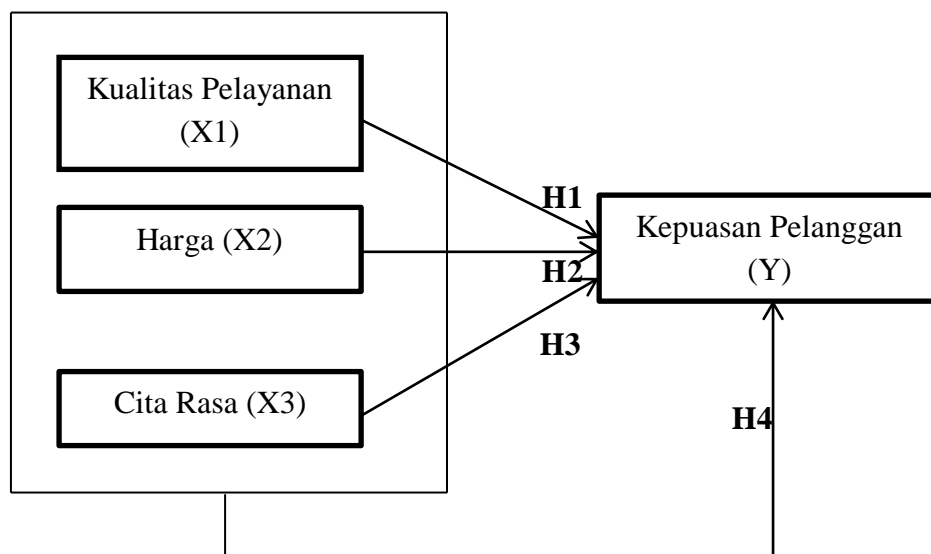 Kualitas Pelayanan
(X1)
H1
Harga (X2)
Kepuasan Pelanggan
(Y)
H2
H3
Cita Rasa (X3)
H4